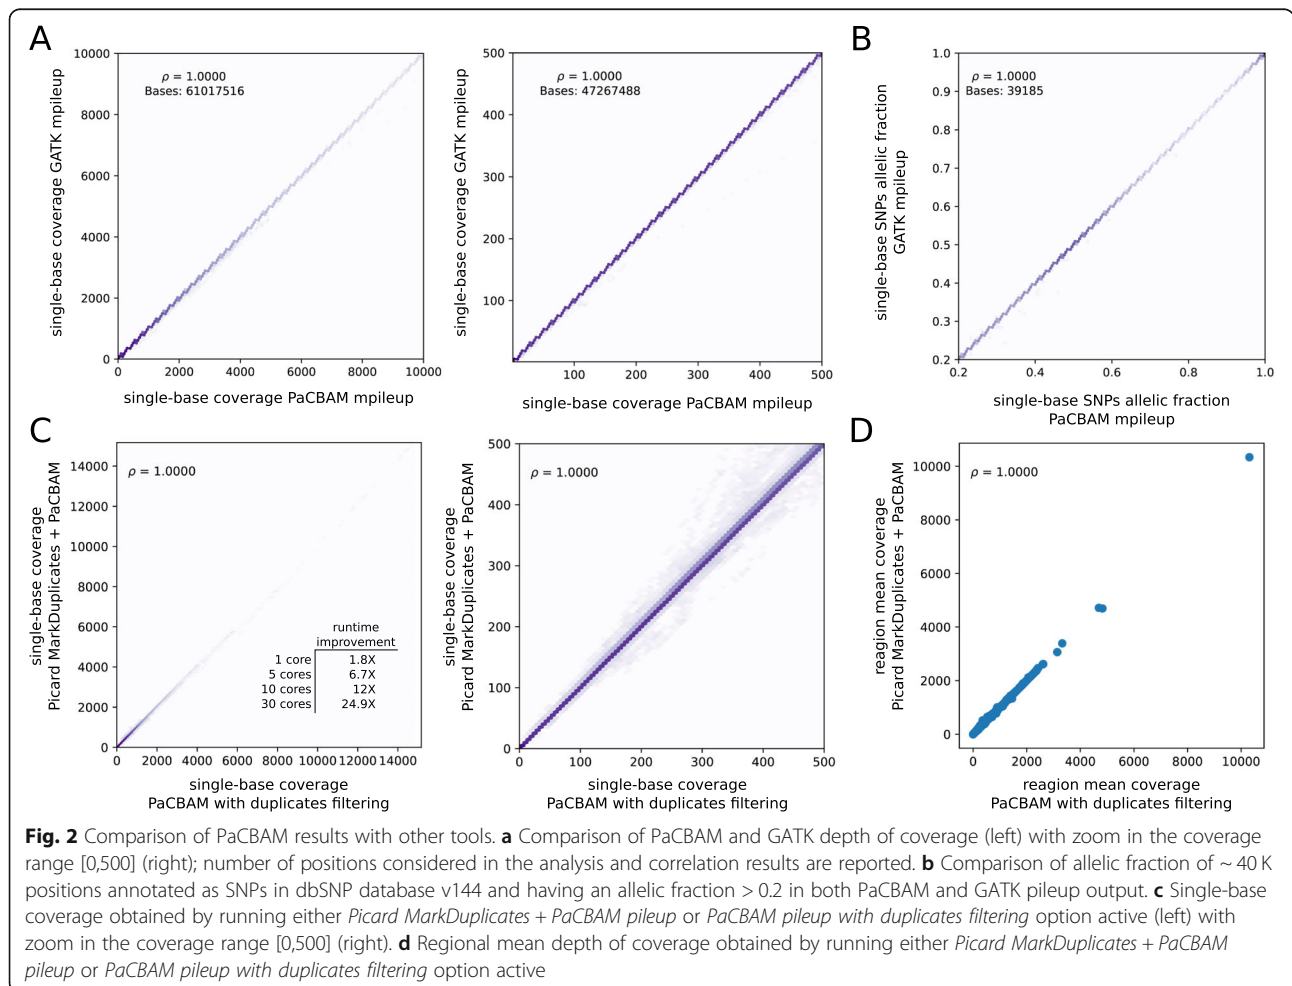 A
10000
8000
6000
4000
2000
0
single-base coverage GATK mpileup
ρ = 1.0000
Bases: 61017516
0 2000 4000 6000 8000 10000
single-base coverage PaCBAM mpileup
500
400
300
200
100
single-base coverage GATK mpileup
ρ = 1.0000
Bases: 47267488
100 200 300 400 500
single-base coverage PaCBAM mpileup
B
1.0
0.9
0.8
0.7
0.6
0.5
0.4
0.3
0.2
single-base SNPs allelic fraction
GATK mpileup
ρ = 1.0000
Bases: 39185
0.2 0.4 0.6 0.8 1.0
single-base SNPs allelic fraction
PaCBAM mpileup
C
14000
12000
10000
8000
6000
4000
2000
0
single-base coverage
Picard MarkDuplicates + PaCBAM
ρ = 1.0000
runtime
improvement
1 core 1.8X
5 cores 6.7X
10 cores 12X
30 cores 24.9X
0 2000 4000 6000 8000 10000 12000 14000
single-base coverage
PaCBAM with duplicates filtering
500
400
300
200
100
0
single-base coverage
Picard MarkDuplicates + PaCBAM
ρ = 1.0000
0 100 200 300 400 500
single-base coverage
PaCBAM with duplicates filtering
D
10000
8000
6000
4000
2000
0
reagion mean coverage
Picard MarkDuplicates + PaCBAM
ρ = 1.0000
0 2000 4000 6000 8000 10000
reagion mean coverage
PaCBAM with duplicates filtering
Fig. 2 Comparison of PaCBAM results with other tools. a Comparison of PaCBAM and GATK depth of coverage (left) with zoom in the coverage
range [0,500] (right); number of positions considered in the analysis and correlation results are reported. b Comparison of allelic fraction of ~ 40 K
positions annotated as SNPs in dbSNP database v144 and having an allelic fraction > 0.2 in both PaCBAM and GATK pileup output. c Single-base
coverage obtained by running either Picard MarkDuplicates + PaCBAM pileup or PaCBAM pileup with duplicates filtering option active (left) with
zoom in the coverage range [0,500] (right). d Regional mean depth of coverage obtained by running either Picard MarkDuplicates + PaCBAM
pileup or PaCBAM pileup with duplicates filtering option active